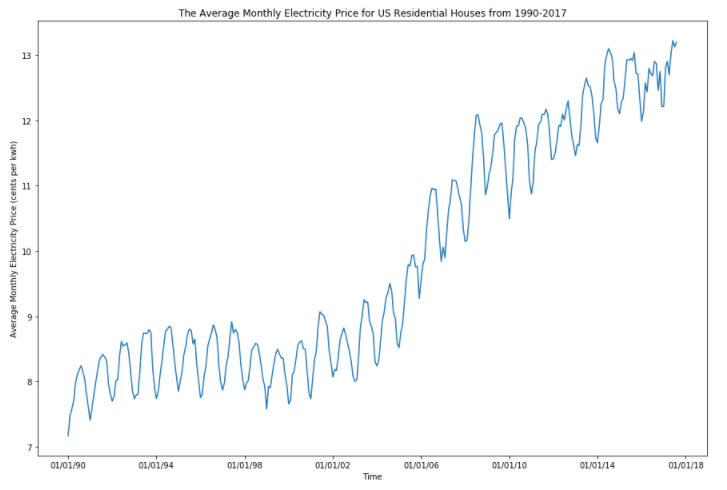 The Average Monthly Electricity Price for US Residential Houses from 1990-2017
Average Monthly Electricity Price (cents per kwh)
13
12
11
10
9
8
7
01/01/90 01/01/94 01/01/98 01/01/02 01/01/06 01/01/10 01/01/14 01/01/18
Time